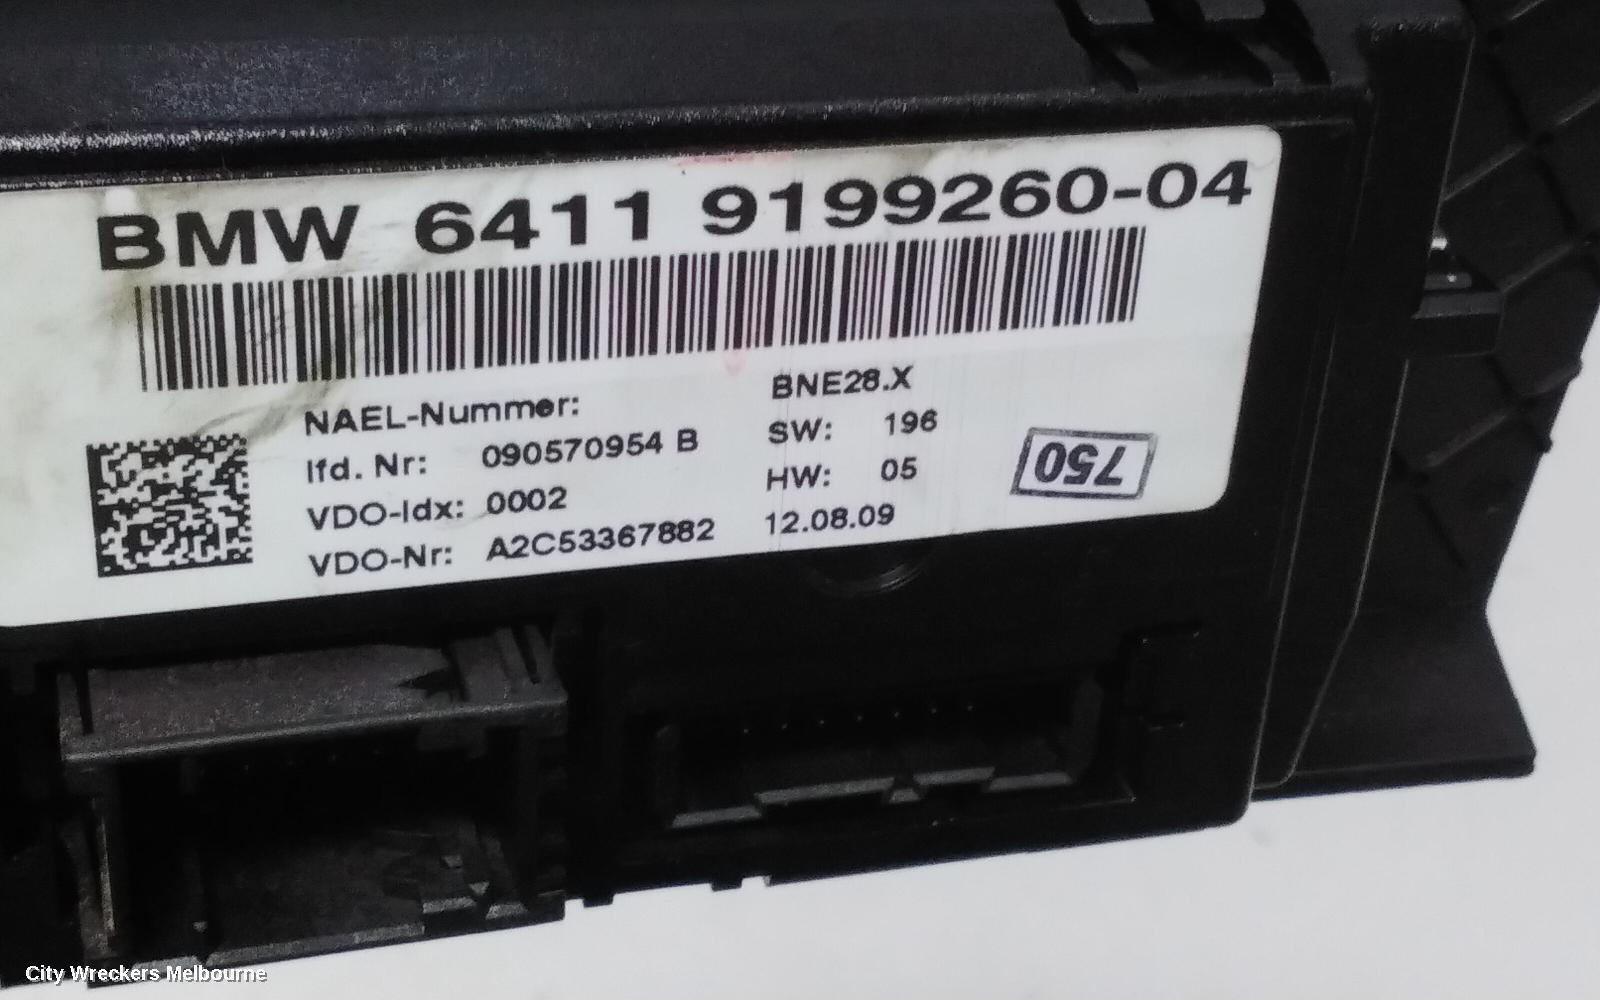 BMW 6411 9199260-04
NAEL-Nummer:
lfd. Nr: 090570954 B
VDO-Idx: 0002
VDO-Nr: A2C53367882
BNE28.X
SW: 196
HW: 05
12.08.09
750
City Wreckers Melbourne